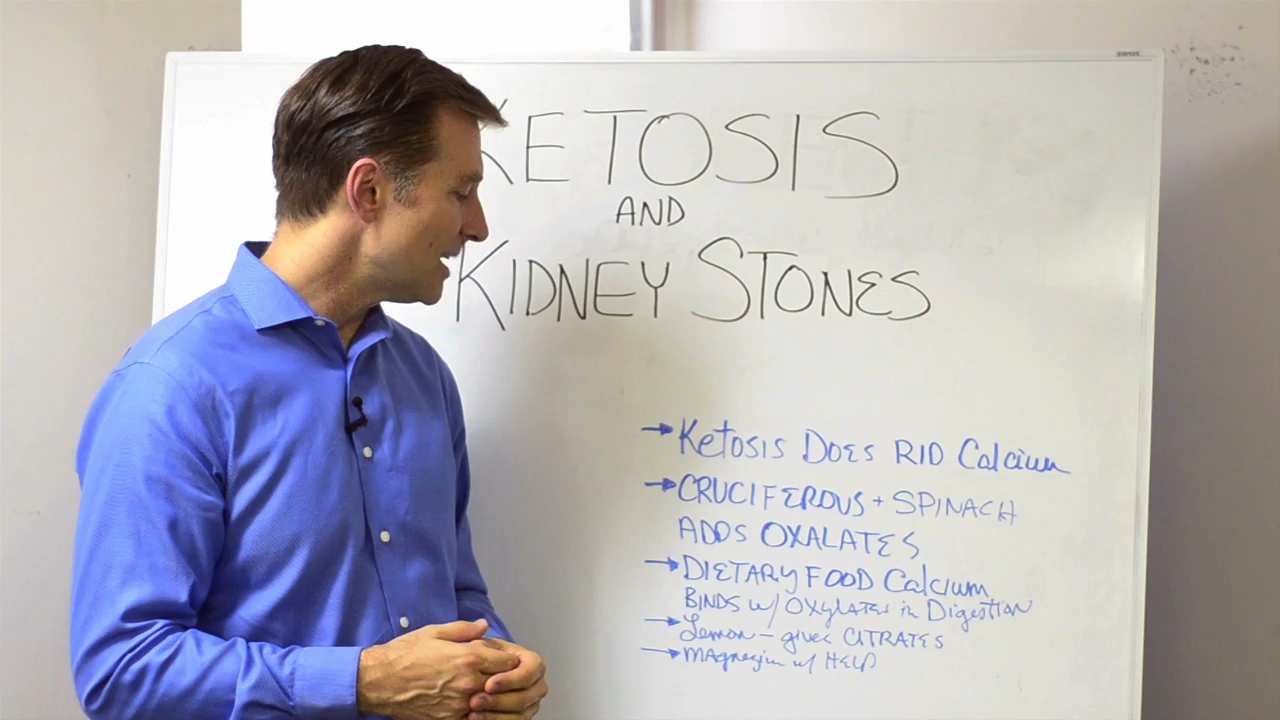 KETOSIS
AND
KIDNEY STONES
→ Ketosis Does RID Calcium
→ CRUCIFEROUS + SPINACH
ADDS OXALATES
→ DIETARY FOOD Calcium
BINDS w/ OXYLATES in Digestion
→ Lemon – gives CITRATES
→ MAgnesium w/ HELP